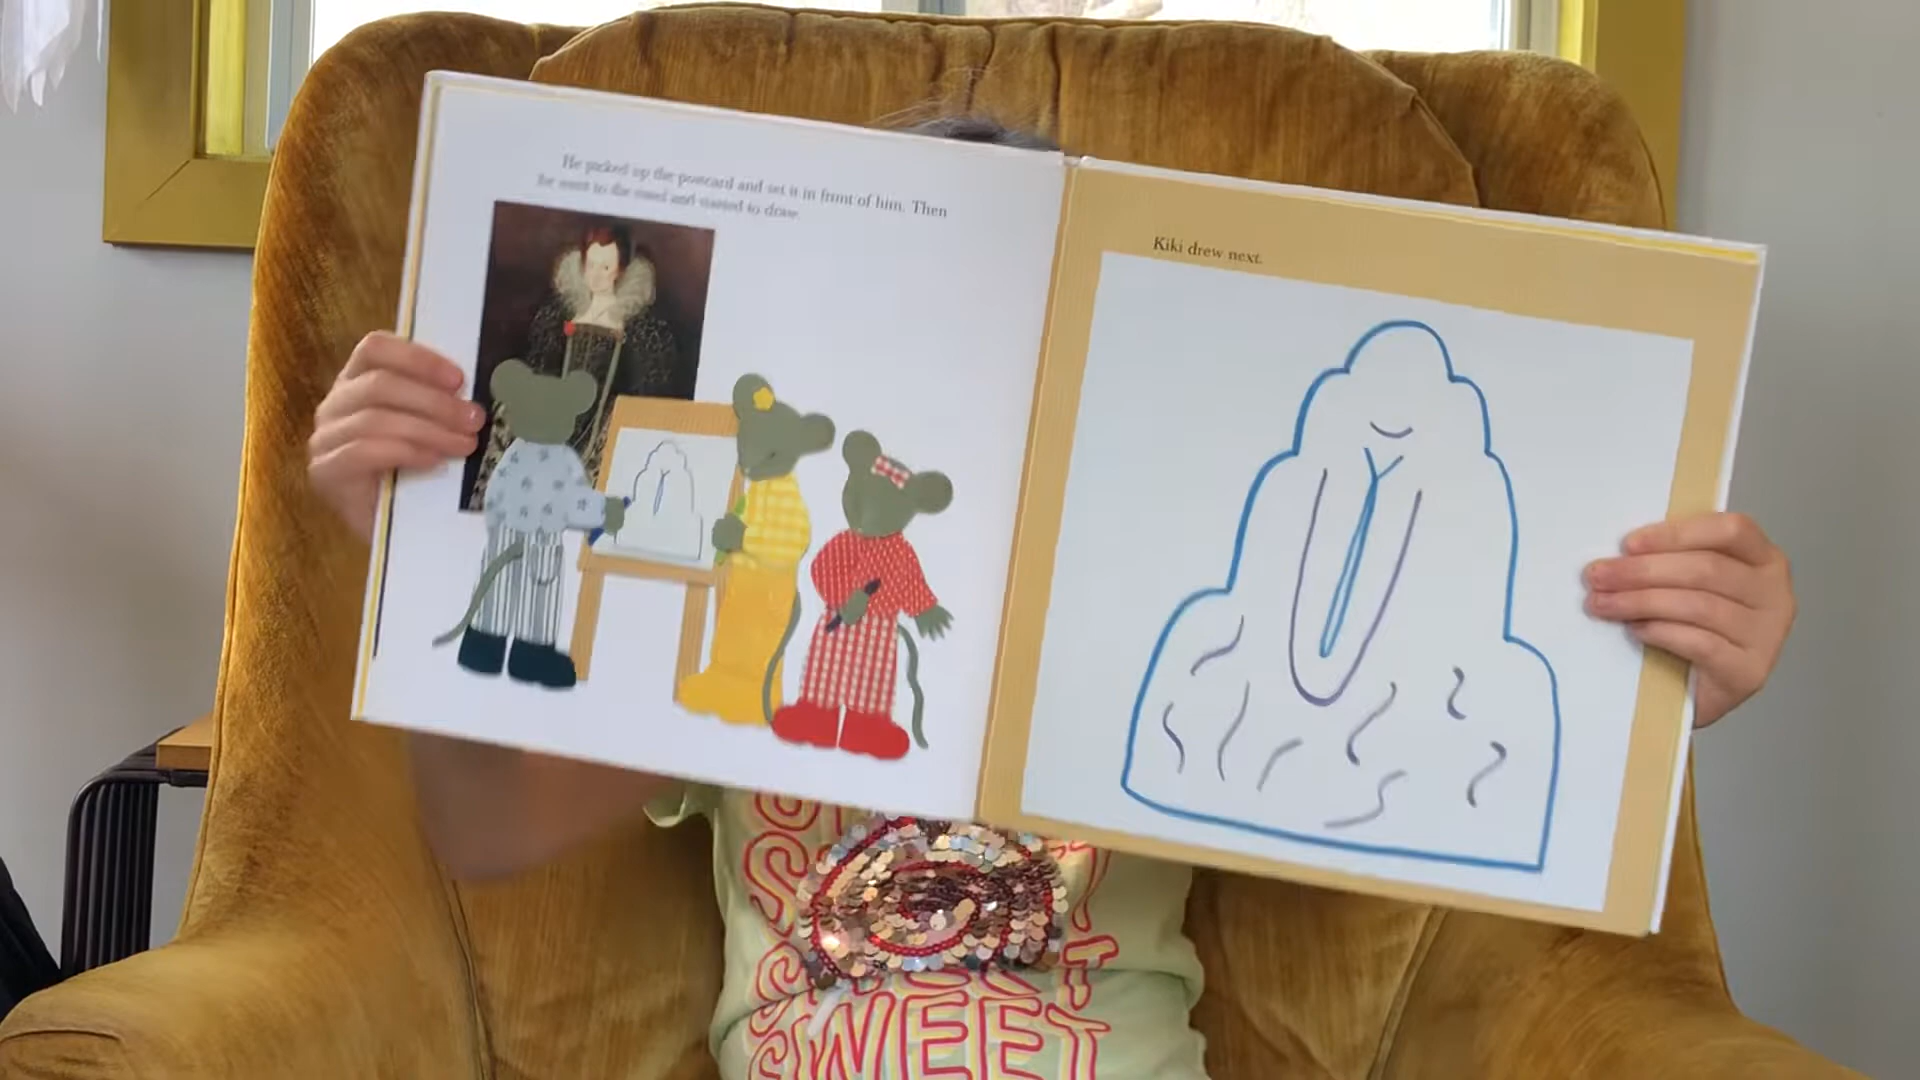 He picked up the postcard and set it in front of him. Then
he went to the easel and started to draw.
Kiki drew next.
SWEET
SWEET